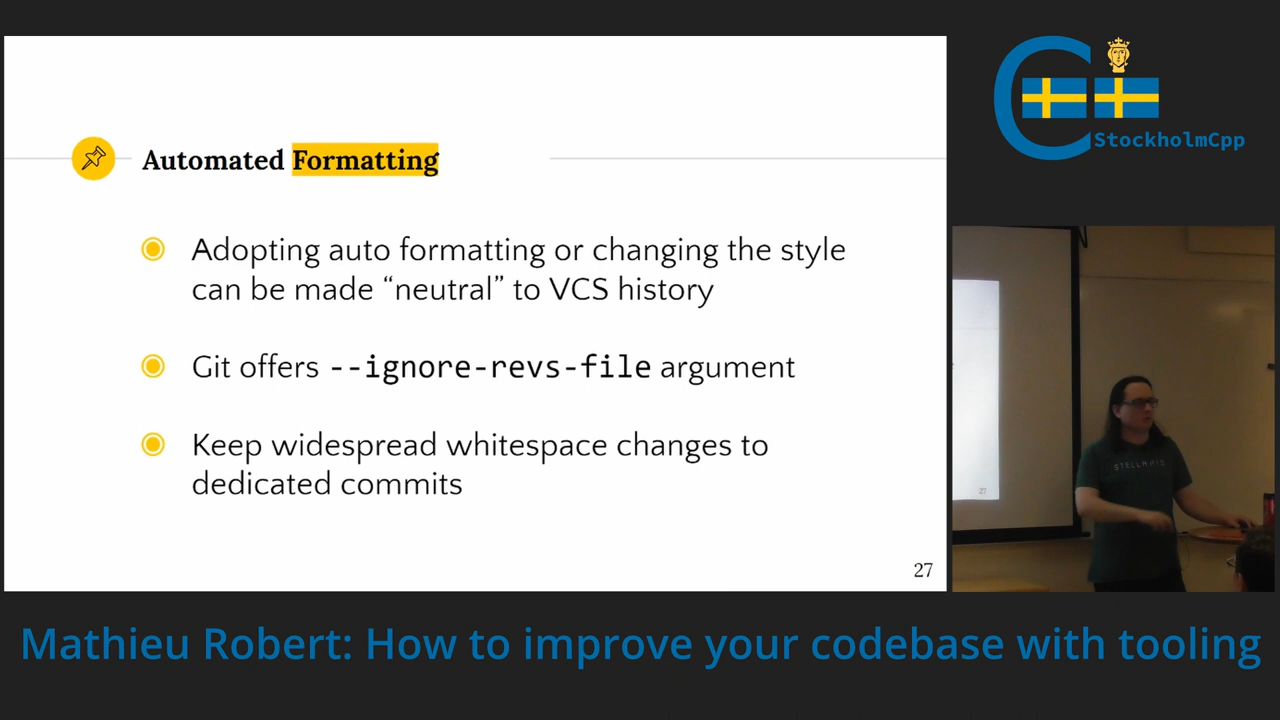 StockholmCpp
Automated Formatting
Adopting auto formatting or changing the style
can be made “neutral” to VCS history
Git offers --ignore-revs-file argument
Keep widespread whitespace changes to
dedicated commits
27
STELLARIS
27
Mathieu Robert: How to improve your codebase with tooling